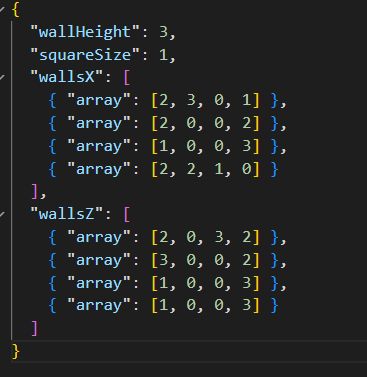 {
"wallHeight": 3,
"squareSize": 1,
"wallsX": [
{ "array": [2, 3, 0, 1] },
{ "array": [2, 0, 0, 2] },
{ "array": [1, 0, 0, 3] },
{ "array": [2, 2, 1, 0] }
],
"wallsZ": [
{ "array": [2, 0, 3, 2] },
{ "array": [3, 0, 0, 2] },
{ "array": [1, 0, 0, 3] },
{ "array": [1, 0, 0, 3] }
]
}